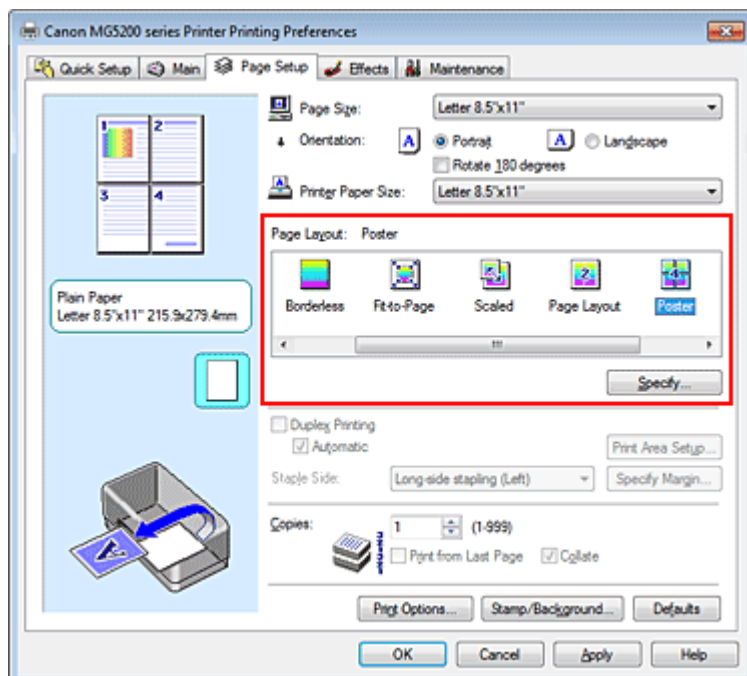 Canon MG5200 series Printer Printing Preferences
Quick Setup Main Page Setup Effects Maintenance
1 2
3 4
Plain Paper
Letter 8.5"x11" 215.9x279.4mm
Page Size: Letter 8.5"x11"
Orientation: A Portrait A Landscape
Rotate 180 degrees
Printer Paper Size: Letter 8.5"x11"
Page Layout: Poster
Borderless Fit-to-Page Scaled Page Layout Poster
Specify...
Duplex Printing
Automatic Print Area Setup...
Staple Side: Long-side stapling (Left) Specify Margin...
Copies: 1 (1-999)
Print from Last Page Collate
Print Options... Stamp/Background... Defaults
OK Cancel Apply Help